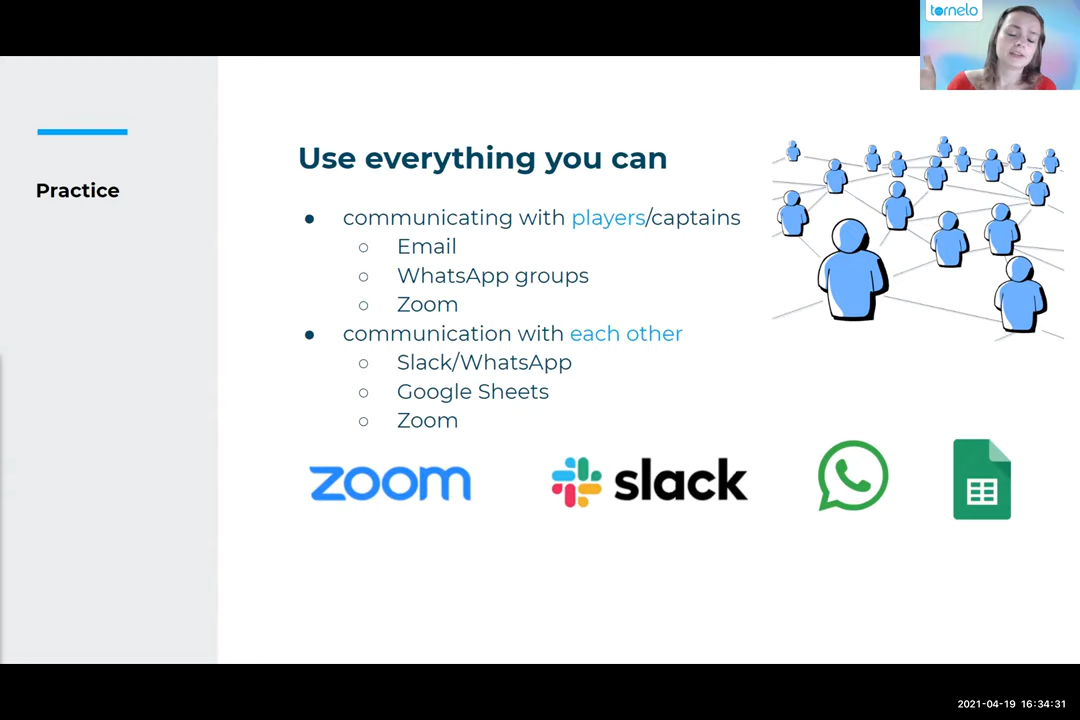 tornelo
Practice
Use everything you can
● communicating with players/captains
○ Email
○ WhatsApp groups
○ Zoom
● communication with each other
○ Slack/WhatsApp
○ Google Sheets
○ Zoom
zoom
slack
2021-04-19 16:34:31